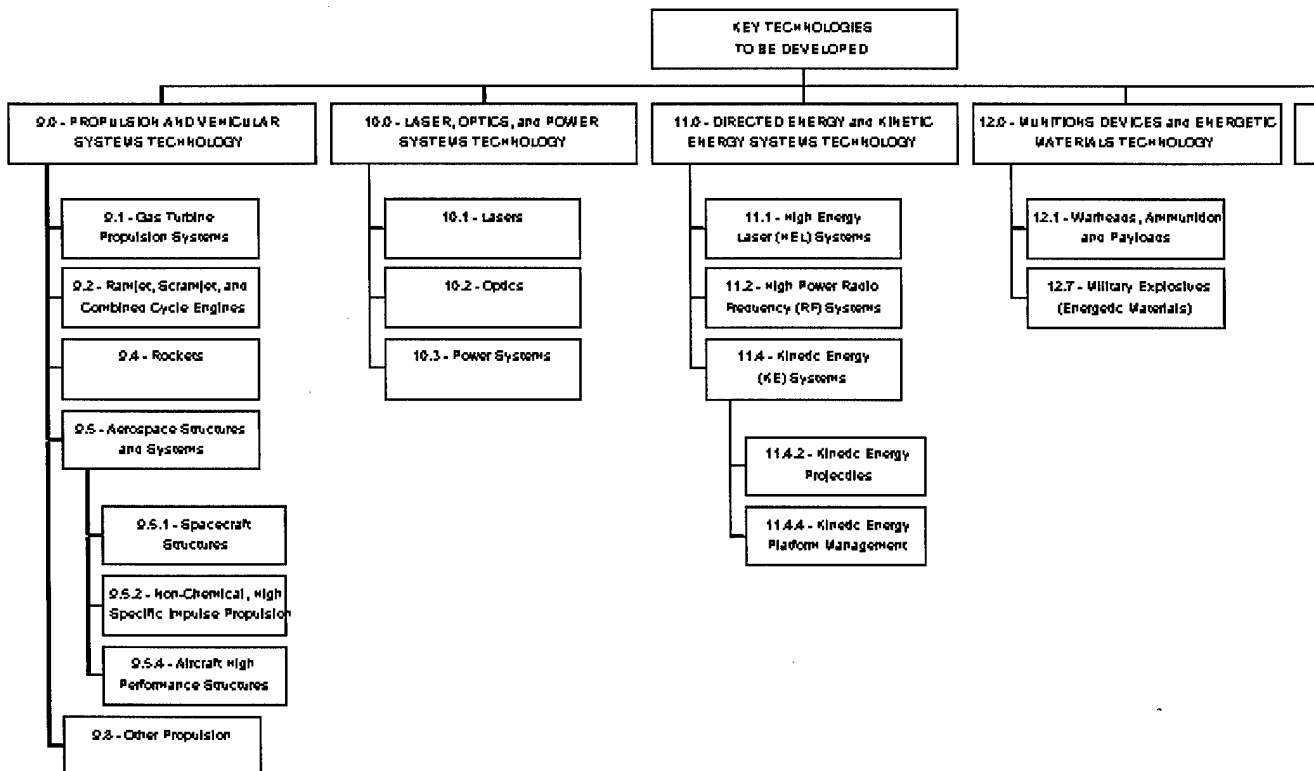 KEY TECHNOLOGIES
TO BE DEVELOPED
9.0 - PROPULSION AND VEHICULAR
SYSTEMS TECHNOLOGY
10.0 - LASER, OPTICS, and POWER
SYSTEMS TECHNOLOGY
11.0 - DIRECTED ENERGY and KINETIC
ENERGY SYSTEMS TECHNOLOGY
12.0 - MUNITIONS DEVICES and ENERGETIC
MATERIALS TECHNOLOGY
9.1 - Gas Turbine
Propulsion Systems
9.2 - Ramjet, Scramjet, and
Combined Cycle Engines
9.4 - Rockets
9.5 - Aerospace Structures
and Systems
9.5.1 - Spacecraft
Structures
9.5.2 - Non-Chemical, High
Specific Impulse Propulsion
9.5.4 - Aircraft High
Performance Structures
9.8 - Other Propulsion
10.1 - Lasers
10.2 - Optics
10.3 - Power Systems
11.1 - High Energy
Laser (HEL) Systems
11.2 - High Power Radio
Frequency (RF) Systems
11.4 - Kinetic Energy
(KE) Systems
11.4.2 - Kinetic Energy
Projectiles
11.4.4 - Kinetic Energy
Platform Management
12.1 - Warheads, Ammunition
and Payloads
12.7 - Military Explosives
(Energetic Materials)